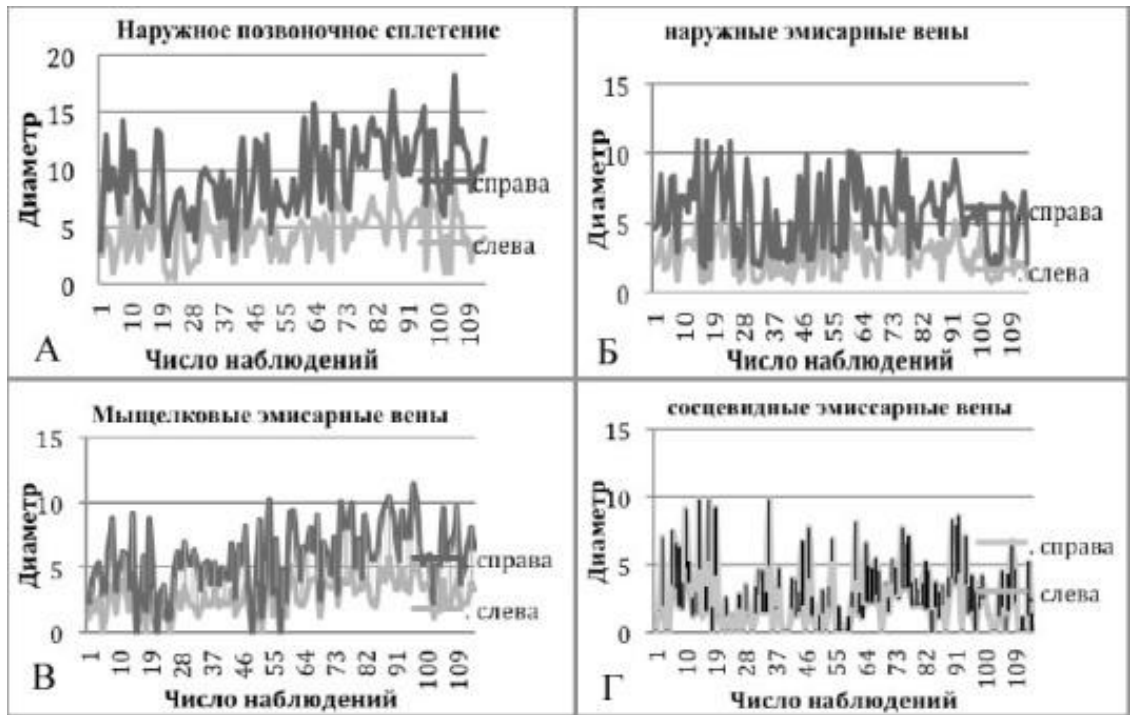 Наружное позвоночное сплетение
20
15
10
5
0
Диаметр
справа
слева
1 10 19 28 37 46 55 64 73 82 91 100 109
Число наблюдений
А
наружные эмисарные вены
15
10
5
0
Диаметр
справа
слева
1 10 19 28 37 46 55 64 73 82 91 100 109
Число наблюдений
Б
Мыщелковые эмисарные вены
15
10
5
0
Диаметр
справа
слева
1 10 19 28 37 46 55 64 73 82 91 100 109
Число наблюдений
В
сосцевидные эмиссарные вены
15
10
5
0
Диаметр
справа
слева
1 10 19 28 37 46 55 64 73 82 91 100 109
Число наблюдений
Г